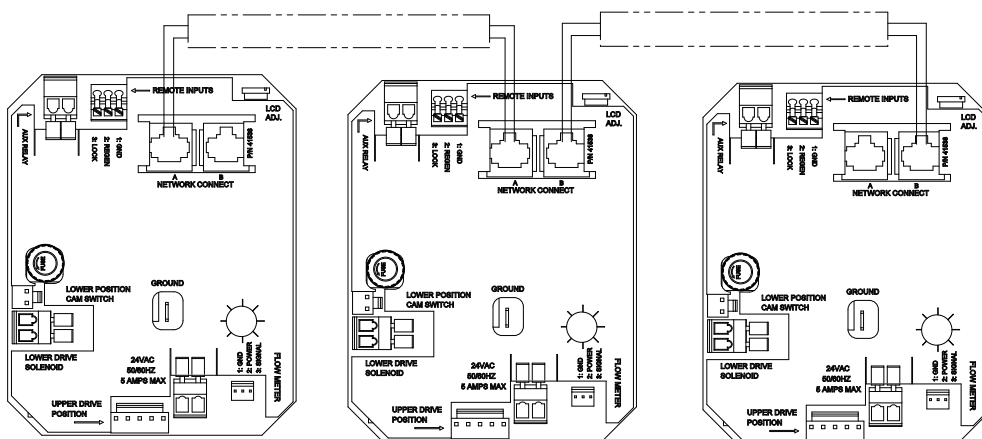 REMOTE INPUTS
LCD
ADJ.
AUX RELAY
3: LOCK
2: REGEN
1: GND
P/N 41638
A
B
NETWORK CONNECT
FUSE
LOWER POSITION
CAM SWITCH
GROUND
LOWER DRIVE
SOLENOID
24VAC
50/60HZ
5 AMPS MAX
1: GND
2: POWER
3: SIGNAL
FLOW METER
UPPER DRIVE
POSITION
REMOTE INPUTS
LCD
ADJ.
AUX RELAY
3: LOCK
2: REGEN
1: GND
P/N 41638
A
B
NETWORK CONNECT
FUSE
LOWER POSITION
CAM SWITCH
GROUND
LOWER DRIVE
SOLENOID
24VAC
50/60HZ
5 AMPS MAX
1: GND
2: POWER
3: SIGNAL
FLOW METER
UPPER DRIVE
POSITION
REMOTE INPUTS
LCD
ADJ.
AUX RELAY
3: LOCK
2: REGEN
1: GND
P/N 41638
A
B
NETWORK CONNECT
FUSE
LOWER POSITION
CAM SWITCH
GROUND
LOWER DRIVE
SOLENOID
24VAC
50/60HZ
5 AMPS MAX
1: GND
2: POWER
3: SIGNAL
FLOW METER
UPPER DRIVE
POSITION